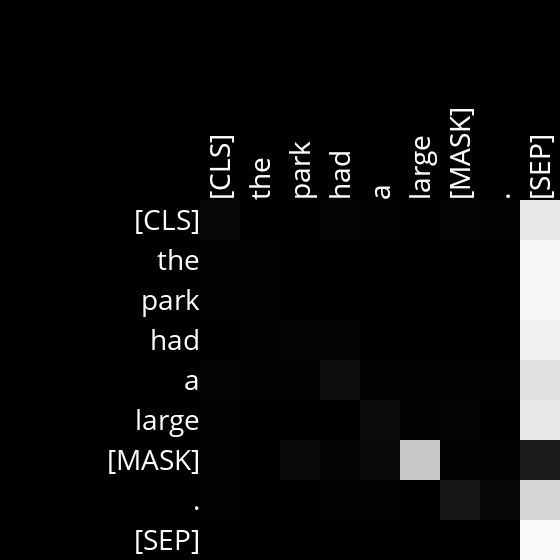 [CLS] the park had a large [MASK] . [SEP]
[CLS]
the
park
had
a
large
[MASK]
.
[SEP]